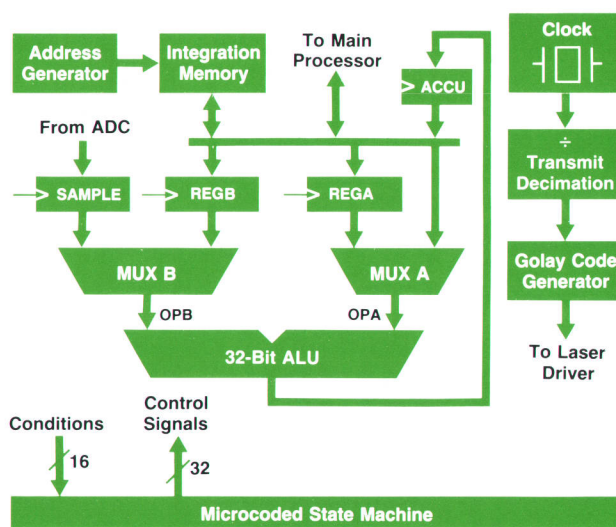 Address
Generator
Integration
Memory
To Main
Processor
ACCU
Clock
From ADC
÷
Transmit
Decimation
SAMPLE
REGB
REGA
MUX B
MUX A
Golay Code
Generator
OPB
OPA
32-Bit ALU
To Laser
Driver
Conditions
Control
Signals
16
32
Microcoded State Machine